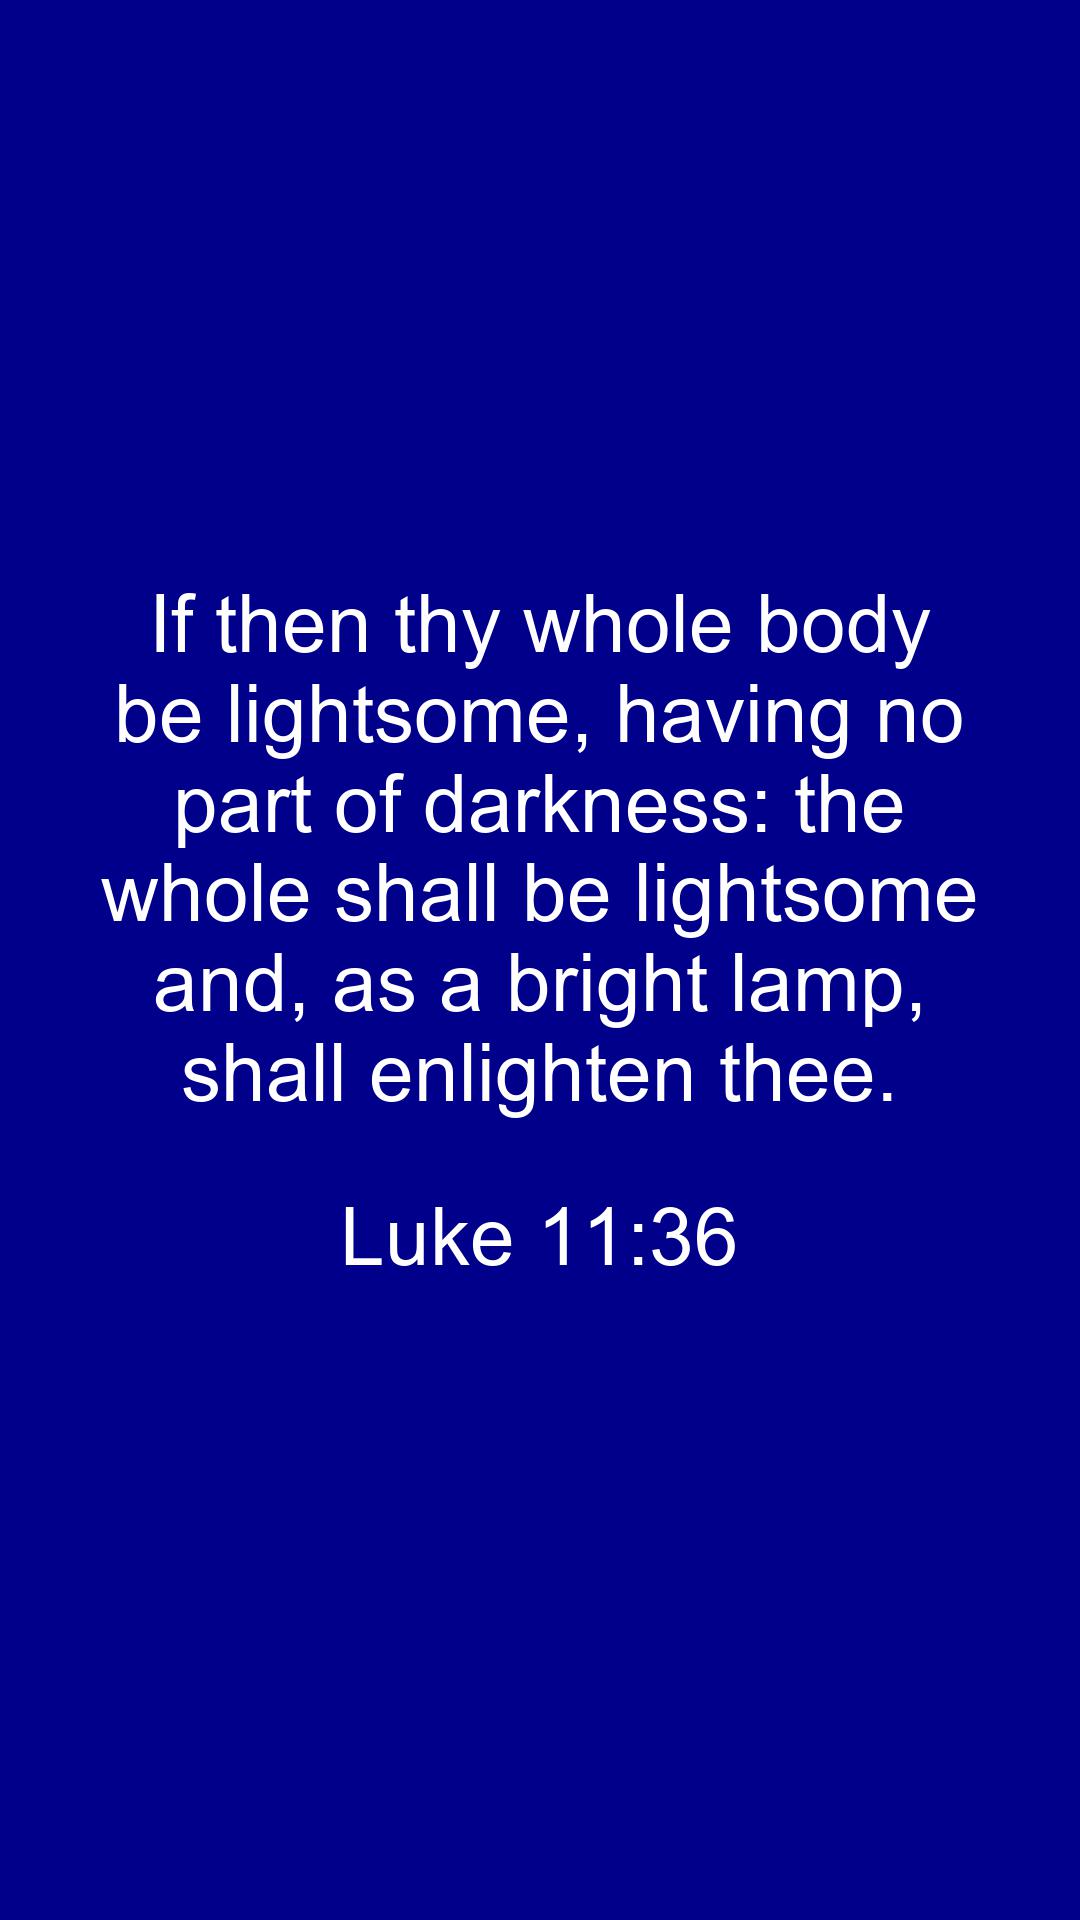 If then thy whole body
be lightsome, having no
part of darkness: the
whole shall be lightsome
and, as a bright lamp,
shall enlighten thee.
Luke 11:36